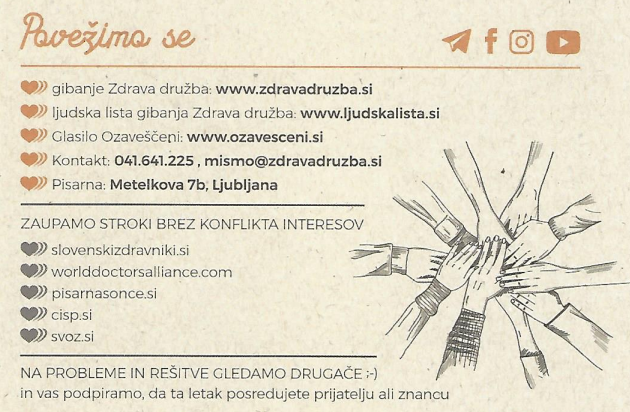 Povežimo se
gibanje Zdrava družba: www.zdravadruzba.si
ljudska lista gibanja Zdrava družba: www.ljudskalista.si
Glasilo Ozaveščeni: www.ozavesceni.si
Kontakt: 041.641.225 , mismo@zdravadruzba.si
Pisarna: Metelkova 7b, Ljubljana
ZAUPAMO STROKI BREZ KONFLIKTA INTERESOV
slovenskizdravniki.si
worlddoctorsalliance.com
pisarnasonce.si
cisp.si
svoz.si
NA PROBLEME IN REŠITVE GLEDAMO DRUGAČE ;-)
in vas podpiramo, da ta letak posredujete prijatelju ali znancu